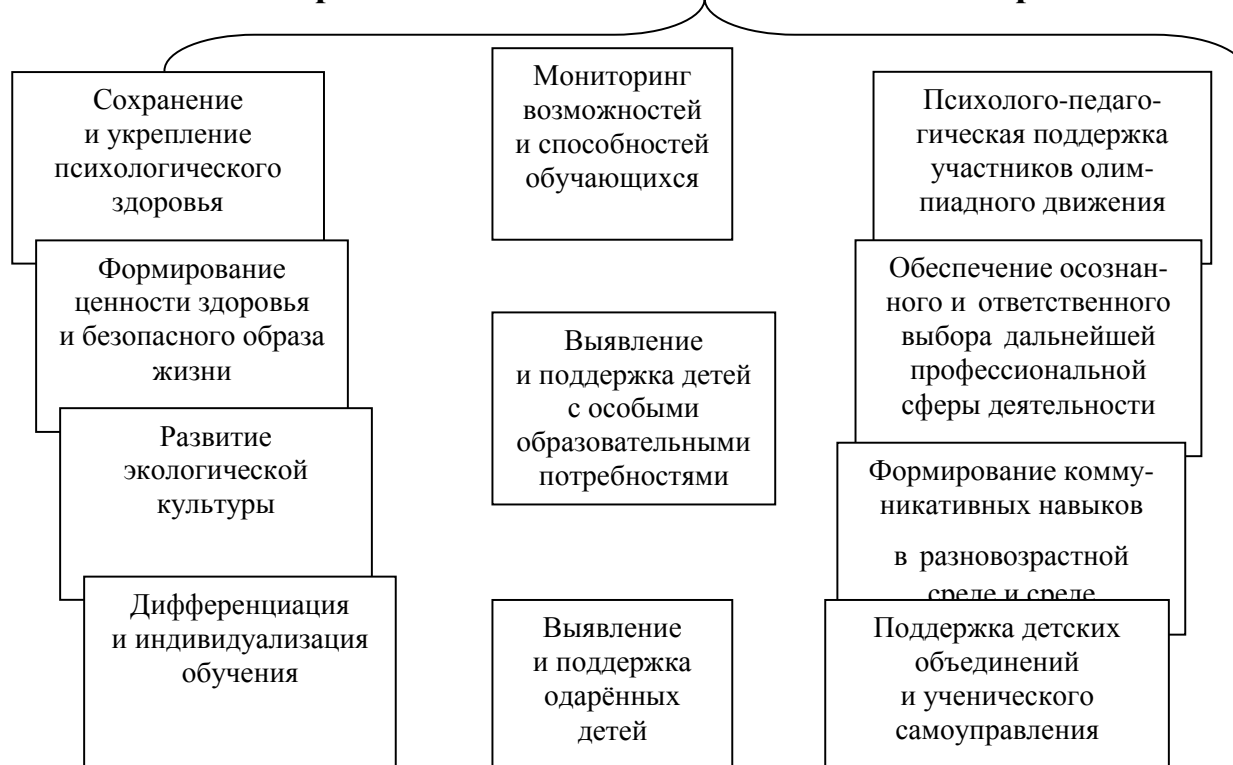 Сохранение
и укрепление
психологического
здоровья
Формирование
ценности здоровья
и безопасного образа
жизни
Развитие
экологической
культуры
Дифференциация
и индивидуализация
обучения
Мониторинг
возможностей
и способностей
обучающихся
Выявление
и поддержка детей
с особыми
образовательными
потребностями
Выявление
и поддержка
одарённых
детей
Психолого-педаго-
гическая поддержка
участников олим-
пиадного движения
Обеспечение осознан-
ного и ответственного
выбора дальнейшей
профессиональной
сферы деятельности
Формирование комму-
никативных навыков
в разновозрастной
среде и среде
Поддержка детских
объединений
и ученического
самоуправления